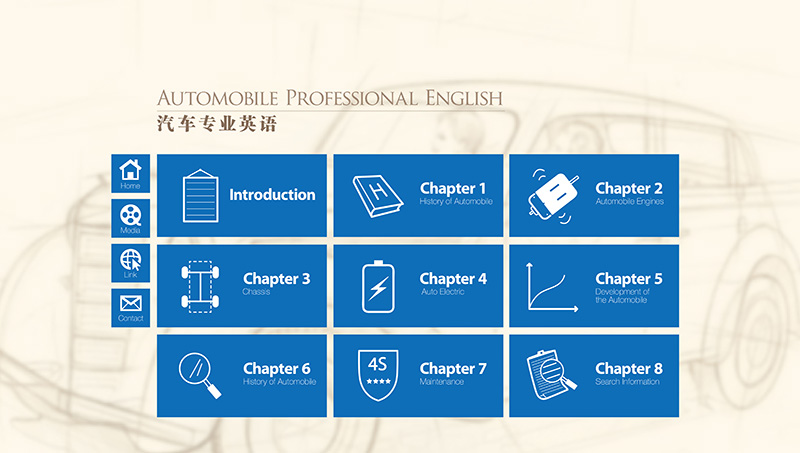 AUTOMOBILE PROFESSIONAL ENGLISH
汽车专业英语
Home
Media
Link
Contact
Introduction
Chapter 1
History of Automobile
Chapter 2
Automobile Engines
Chapter 3
Chassis
Chapter 4
Auto Electric
Chapter 5
Development of
the Automobile
Chapter 6
History of Automobile
4S
Chapter 7
Maintenance
Chapter 8
Search Information